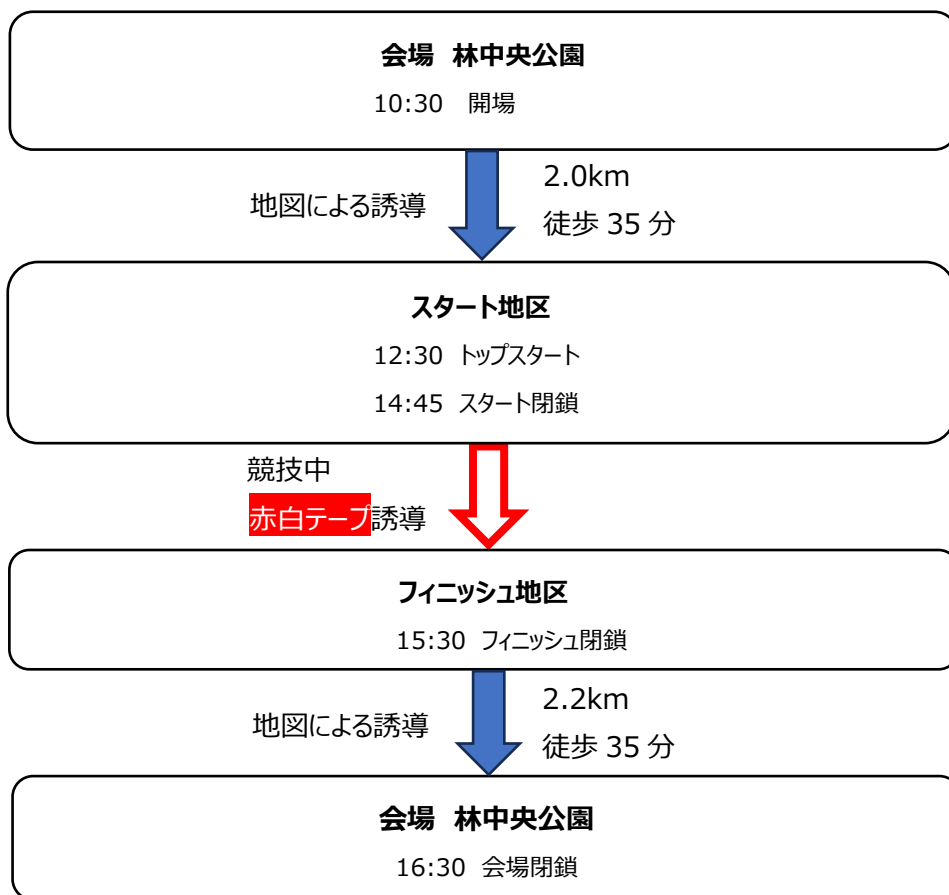 会場 林中央公園
10:30 開場
地図による誘導
2.0km
徒歩 35 分
スタート地区
12:30 トップスタート
14:45 スタート閉鎖
競技中
赤白テープ誘導
フィニッシュ地区
15:30 フィニッシュ閉鎖
地図による誘導
2.2km
徒歩 35 分
会場 林中央公園
16:30 会場閉鎖